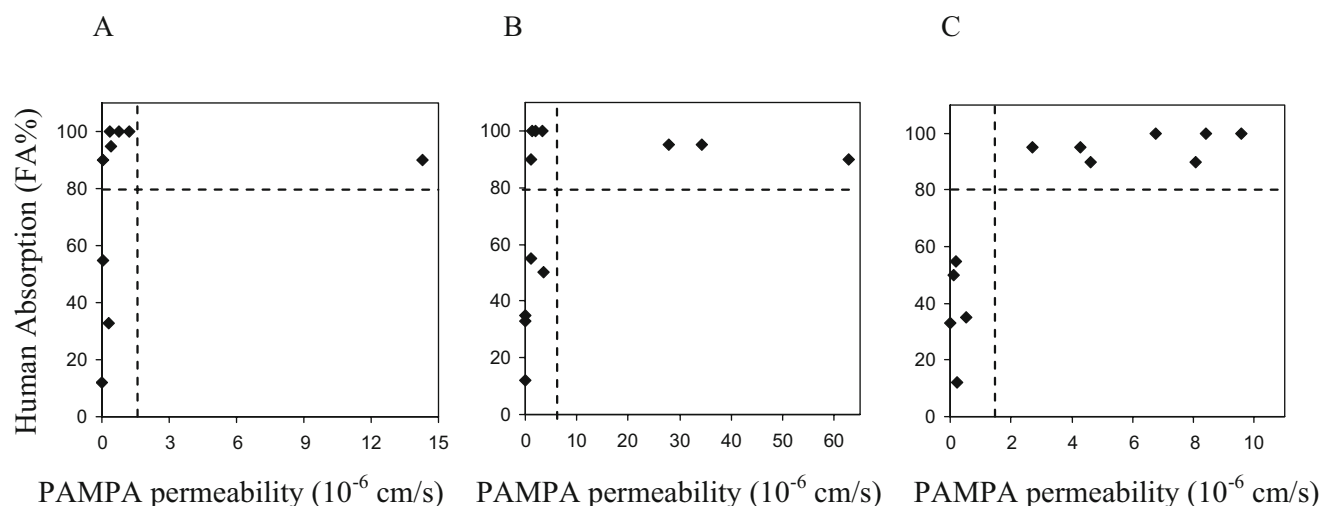 A B C
Human Absorption (FA%)
100 100 100
80 80 80
60 60 60
40 40 40
20 20 20
0 0 0
0 3 6 9 12 15 0 10 20 30 40 50 60 0 2 4 6 8 10
PAMPA permeability (10⁻⁶ cm/s) PAMPA permeability (10⁻⁶ cm/s) PAMPA permeability (10⁻⁶ cm/s)